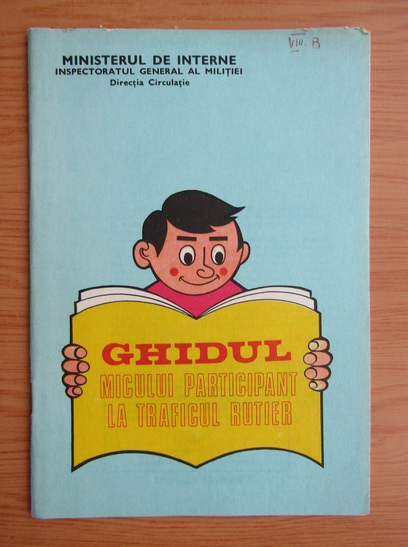 VIII. B
MINISTERUL DE INTERNE
INSPECTORATUL GENERAL AL MILIȚIEI
Direcția Circulație
GHIDUL
MICULUI PARTICIPANT
LA TRAFICUL RUTIER